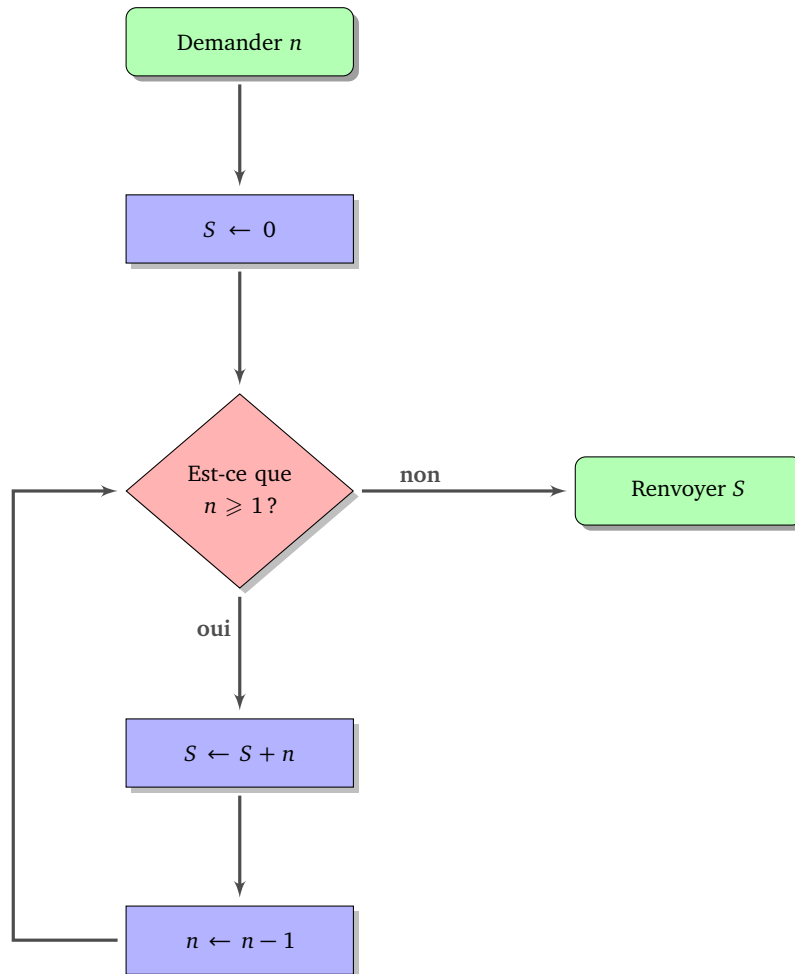 Demander n
S ← 0
Est-ce que
n ⩾ 1 ?
non
Renvoyer S
oui
S ← S + n
n ← n − 1